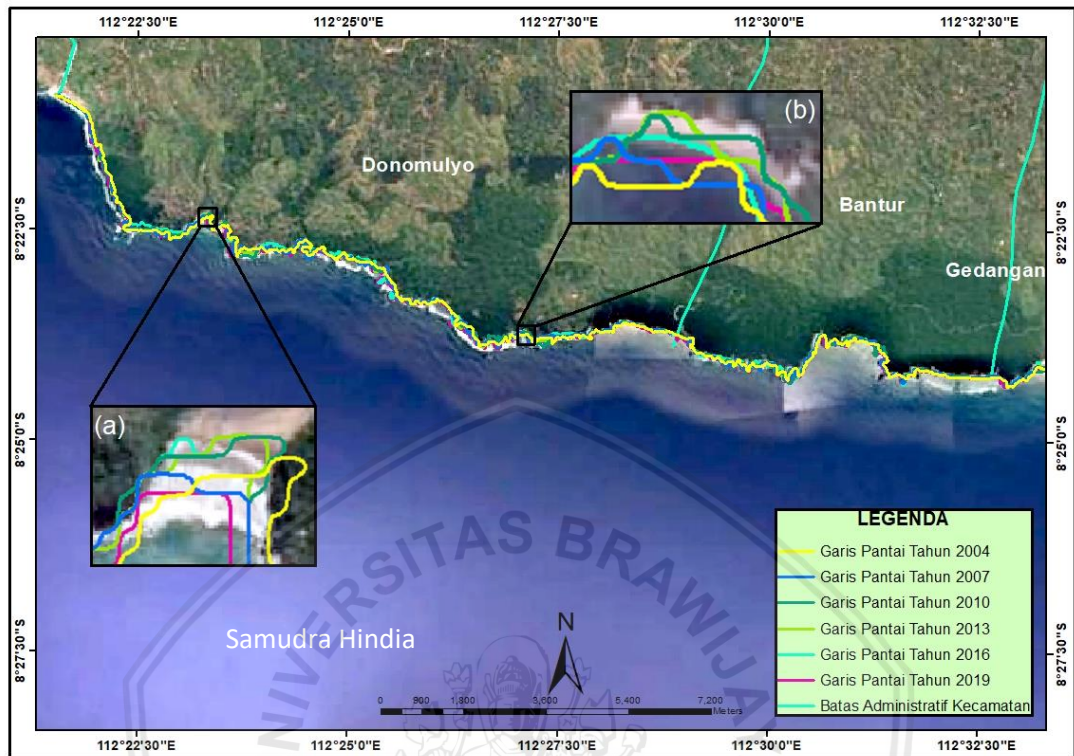 112°22'30"E 112°25'0"E 112°27'30"E 112°30'0"E 112°32'30"E
(b)
Donomulyo
Bantur
8°22'30"S 8°22'30"S
Gedangan
(a)
8°25'0"S 8°25'0"S
LEGENDA
Garis Pantai Tahun 2004
Garis Pantai Tahun 2007
Garis Pantai Tahun 2010
Garis Pantai Tahun 2013
Garis Pantai Tahun 2016
Garis Pantai Tahun 2019
Batas Administratif Kecamatan
UNIVERSITAS BRAWIJA
Samudra Hindia
N
8°27'30"S 8°27'30"S
0 900 1,800 3,600 5,400 7,200
Meters
112°22'30"E 112°25'0"E 112°27'30"E 112°30'0"E 112°32'30"E